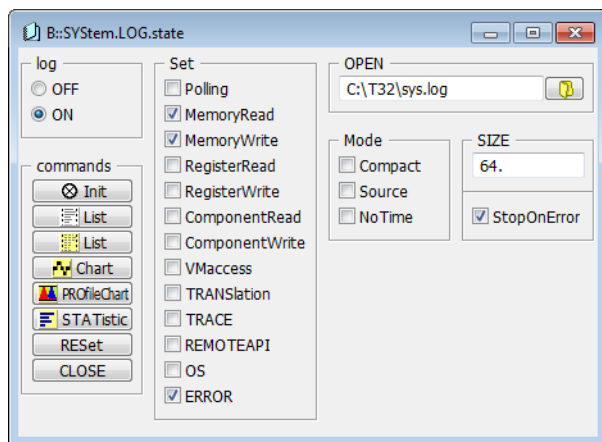 B::SYStem.LOG.state
log
OFF
ON
commands
Init
List
List
Chart
PROfileChart
STATistic
RESet
CLOSE
Set
Polling
MemoryRead
MemoryWrite
RegisterRead
RegisterWrite
ComponentRead
ComponentWrite
VMaccess
TRANSlation
TRACE
REMOTEAPI
OS
ERROR
OPEN
C:\T32\sys.log
Mode
Compact
Source
NoTime
SIZE
64.
StopOnError